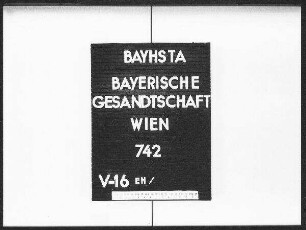 BAYHSTA
BAYERISCHE
GESANDTSCHAFT
WIEN
742
V-16 EH/